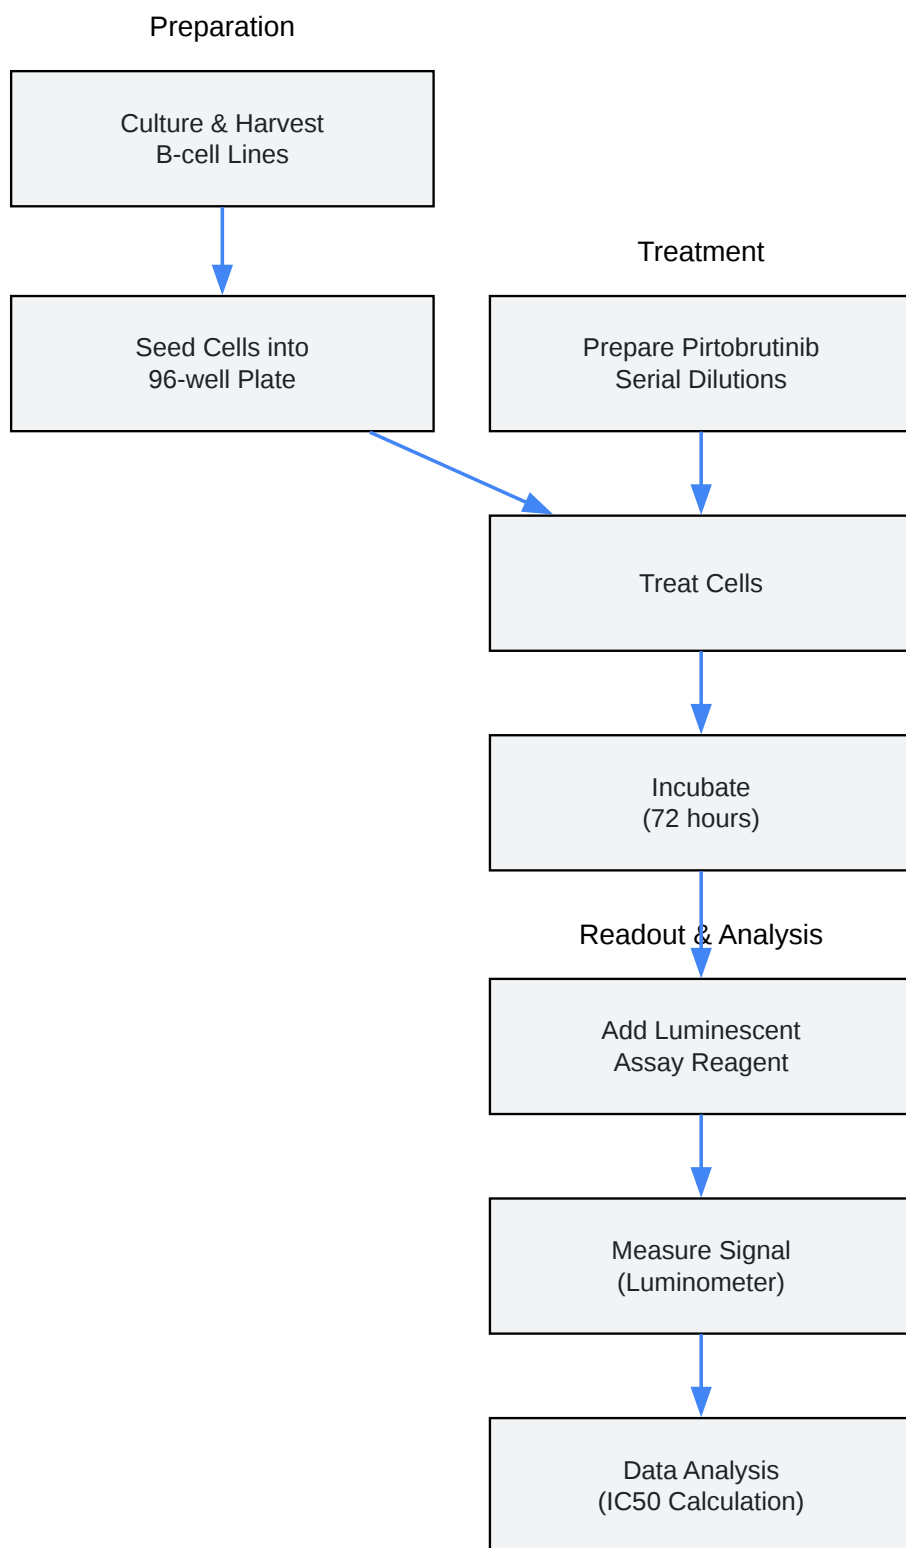 Preparation
Culture & Harvest
B-cell Lines
Seed Cells into
96-well Plate
Treatment
Prepare Pirtobrutinib
Serial Dilutions
Treat Cells
Incubate
(72 hours)
Readout & Analysis
Add Luminescent
Assay Reagent
Measure Signal
(Luminometer)
Data Analysis
(IC50 Calculation)